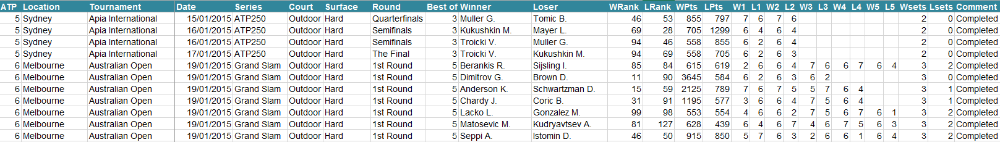 ATP Location Tournament Date Series Court Surface Round Best of Winner Loser WRank LRank WPts LPts W1 L1 W2 L2 W3 L3 W4 L4 W5 L5 Wsets Lsets Comment
5 Sydney Apia International 15/01/2015 ATP250 Outdoor Hard Quarterfinals 3 Muller G. Tomic B. 46 53 855 797 7 6 7 6 2 0 Completed
5 Sydney Apia International 16/01/2015 ATP250 Outdoor Hard Semifinals 3 Kukushkin M. Mayer L. 69 28 705 1299 6 4 6 4 2 0 Completed
5 Sydney Apia International 16/01/2015 ATP250 Outdoor Hard Semifinals 3 Troicki V. Muller G. 94 46 558 855 6 2 6 4 2 0 Completed
5 Sydney Apia International 17/01/2015 ATP250 Outdoor Hard The Final 3 Troicki V. Kukushkin M. 94 69 558 705 6 2 6 3 2 0 Completed
6 Melbourne Australian Open 19/01/2015 Grand Slam Outdoor Hard 1st Round 5 Berankis R. Sijsling I. 85 84 615 619 2 6 6 4 7 6 6 7 6 4 3 2 Completed
6 Melbourne Australian Open 19/01/2015 Grand Slam Outdoor Hard 1st Round 5 Dimitrov G. Brown D. 11 90 3645 584 6 2 6 3 6 2 3 0 Completed
6 Melbourne Australian Open 19/01/2015 Grand Slam Outdoor Hard 1st Round 5 Anderson K. Schwartzman D. 15 59 2125 789 7 6 7 5 5 7 6 4 3 1 Completed
6 Melbourne Australian Open 19/01/2015 Grand Slam Outdoor Hard 1st Round 5 Chardy J. Coric B. 31 91 1195 577 3 6 6 4 7 5 6 4 3 1 Completed
6 Melbourne Australian Open 19/01/2015 Grand Slam Outdoor Hard 1st Round 5 Lacko L. Gonzalez M. 99 98 553 554 4 6 6 2 7 5 6 7 6 1 3 2 Completed
6 Melbourne Australian Open 19/01/2015 Grand Slam Outdoor Hard 1st Round 5 Matosevic M. Kudryavtsev A. 81 127 628 439 6 4 6 7 4 6 7 5 6 3 3 2 Completed
6 Melbourne Australian Open 19/01/2015 Grand Slam Outdoor Hard 1st Round 5 Seppi A. Istomin D. 46 50 915 850 5 7 6 3 2 6 6 1 6 4 3 2 Completed